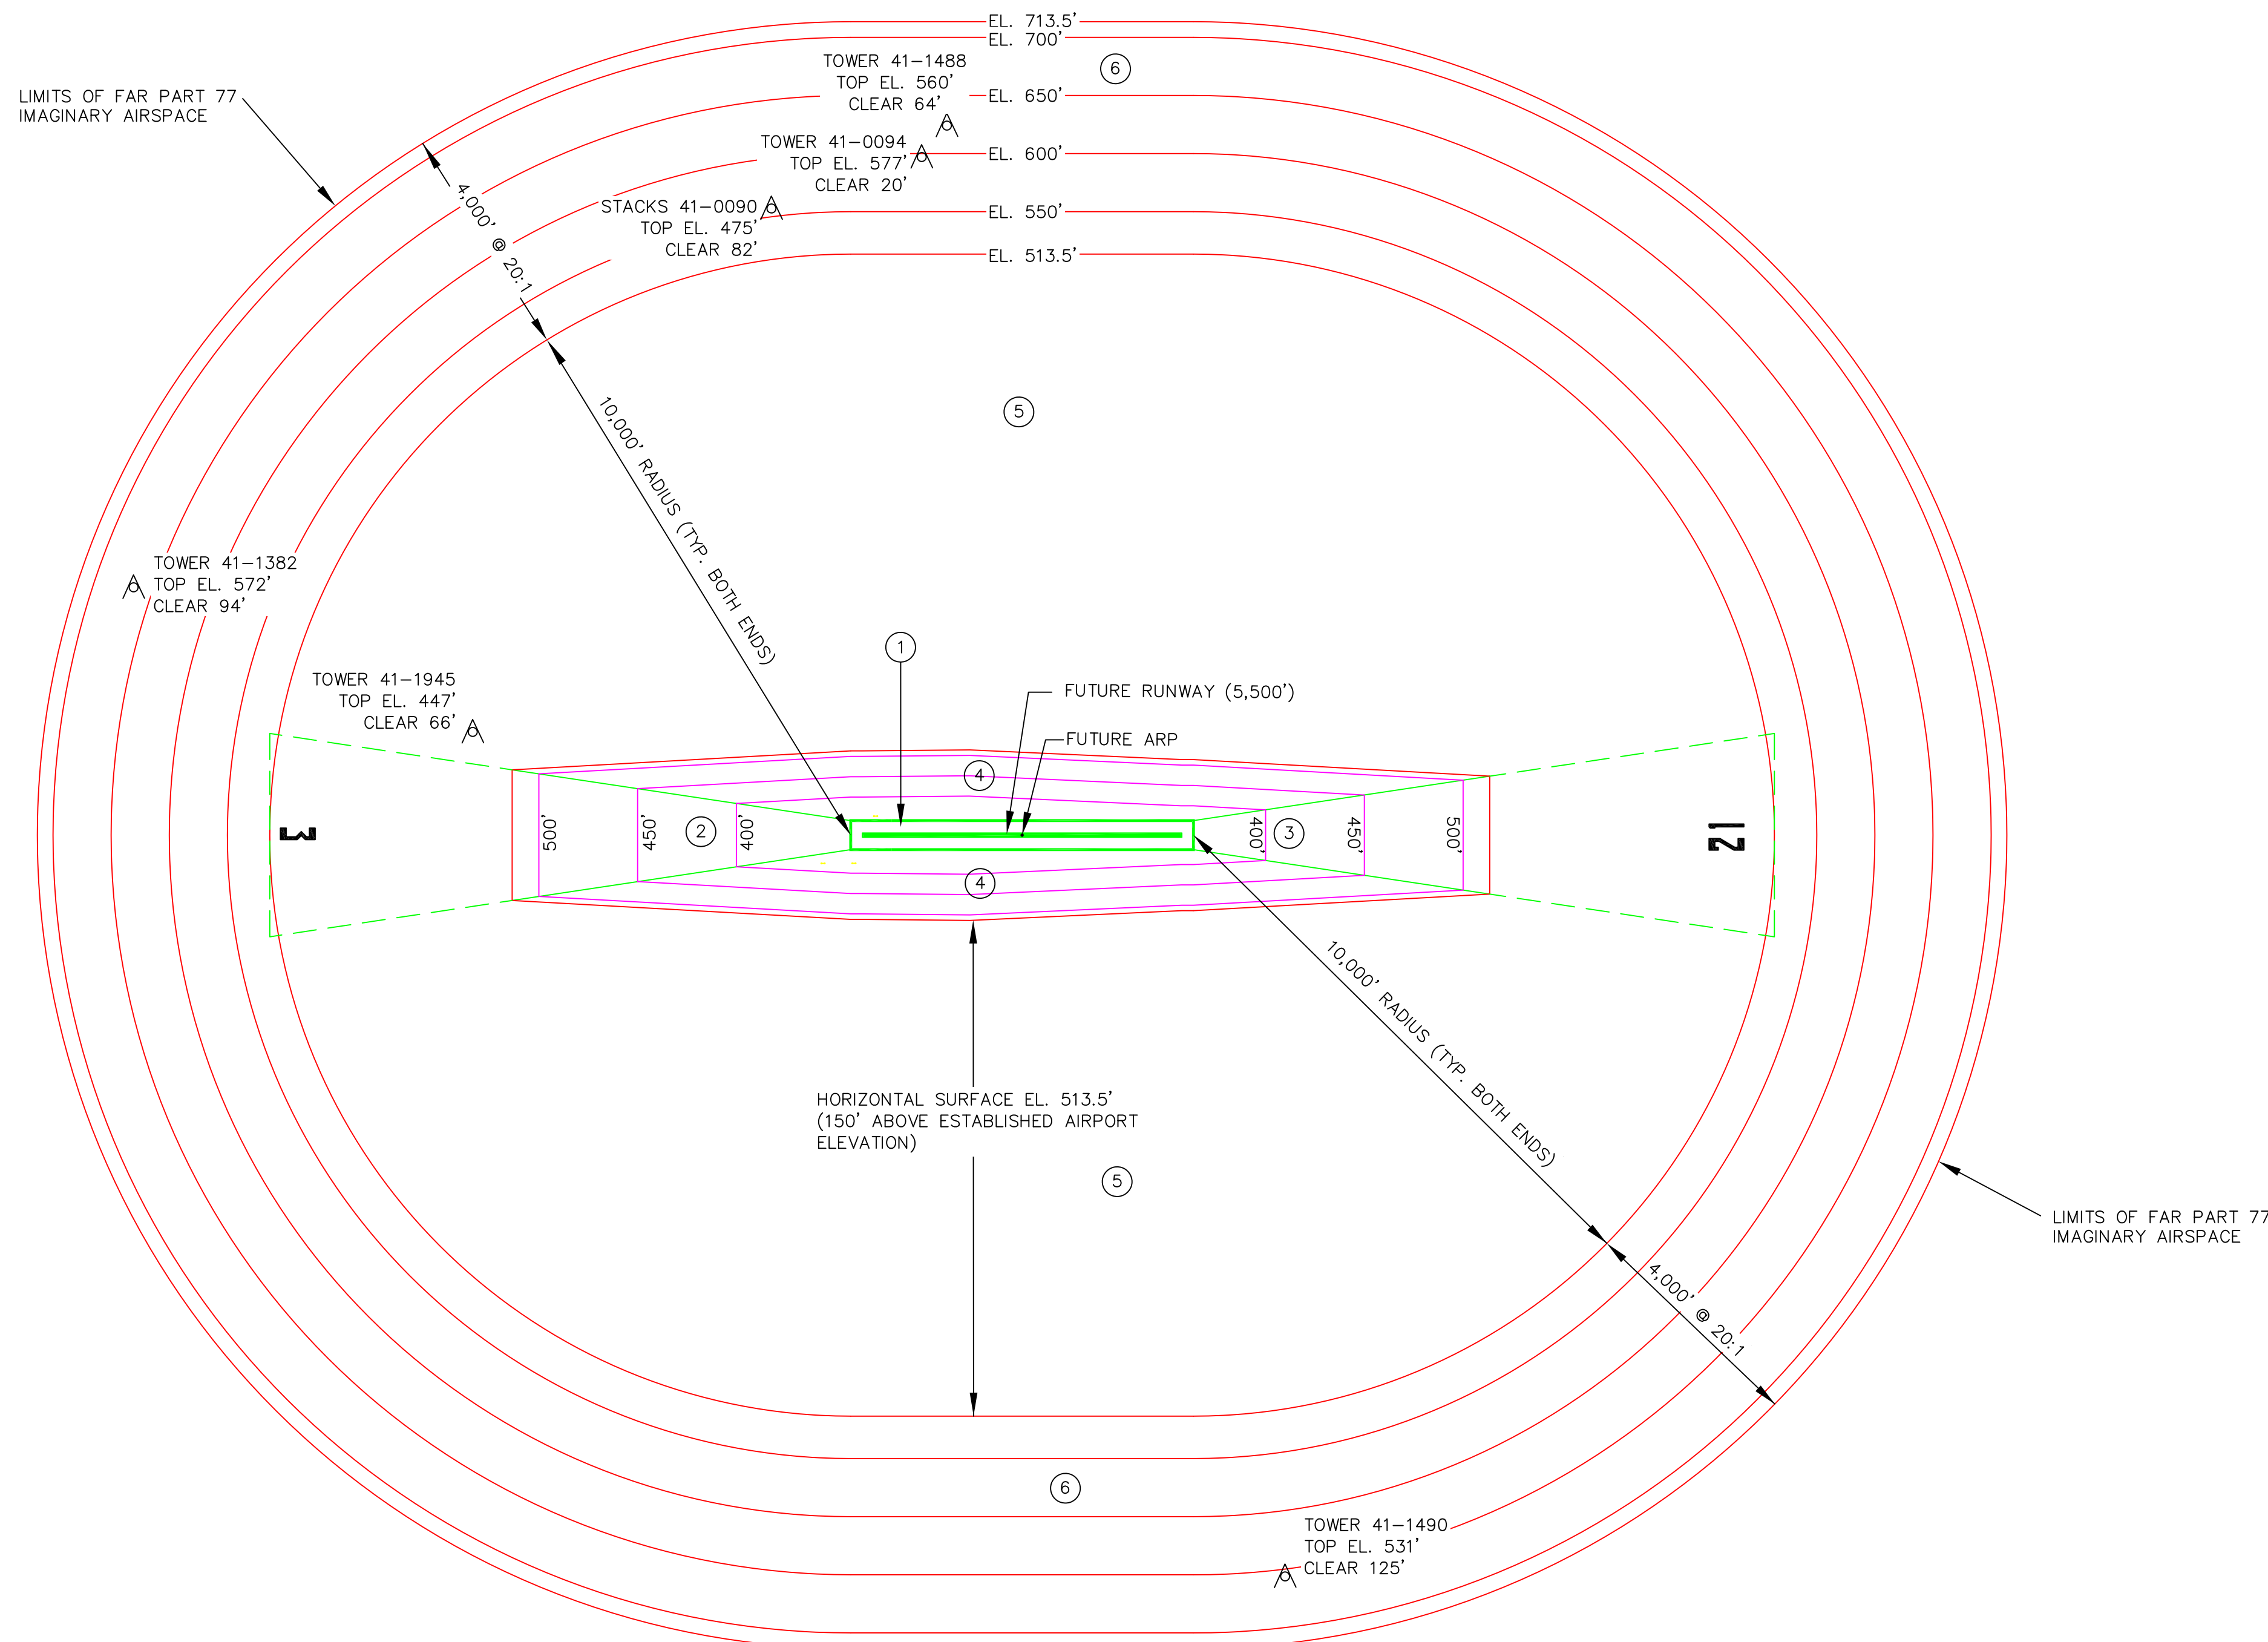 EL. 713.5'
EL. 700'
6
TOWER 41-1488
TOP EL. 560'
CLEAR 64'
EL. 650'
LIMITS OF FAR PART 77
IMAGINARY AIRSPACE
TOWER 41-0094
TOP EL. 577'
CLEAR 20'
EL. 600'
STACKS 41-0090
TOP EL. 475'
CLEAR 82'
EL. 550'
EL. 513.5'
4,000' @ 20:1
5
10,000' RADIUS (TYP. BOTH ENDS)
TOWER 41-1382
TOP EL. 572'
CLEAR 94'
1
TOWER 41-1945
TOP EL. 447'
CLEAR 66'
FUTURE RUNWAY (5,500')
FUTURE ARP
4
3
500'
450'
2
400'
400'
3
450'
500'
21
4
10,000' RADIUS (TYP. BOTH ENDS)
HORIZONTAL SURFACE EL. 513.5'
(150' ABOVE ESTABLISHED AIRPORT
ELEVATION)
5
LIMITS OF FAR PART 77
IMAGINARY AIRSPACE
4,000' @ 20:1
6
TOWER 41-1490
TOP EL. 531'
CLEAR 125'